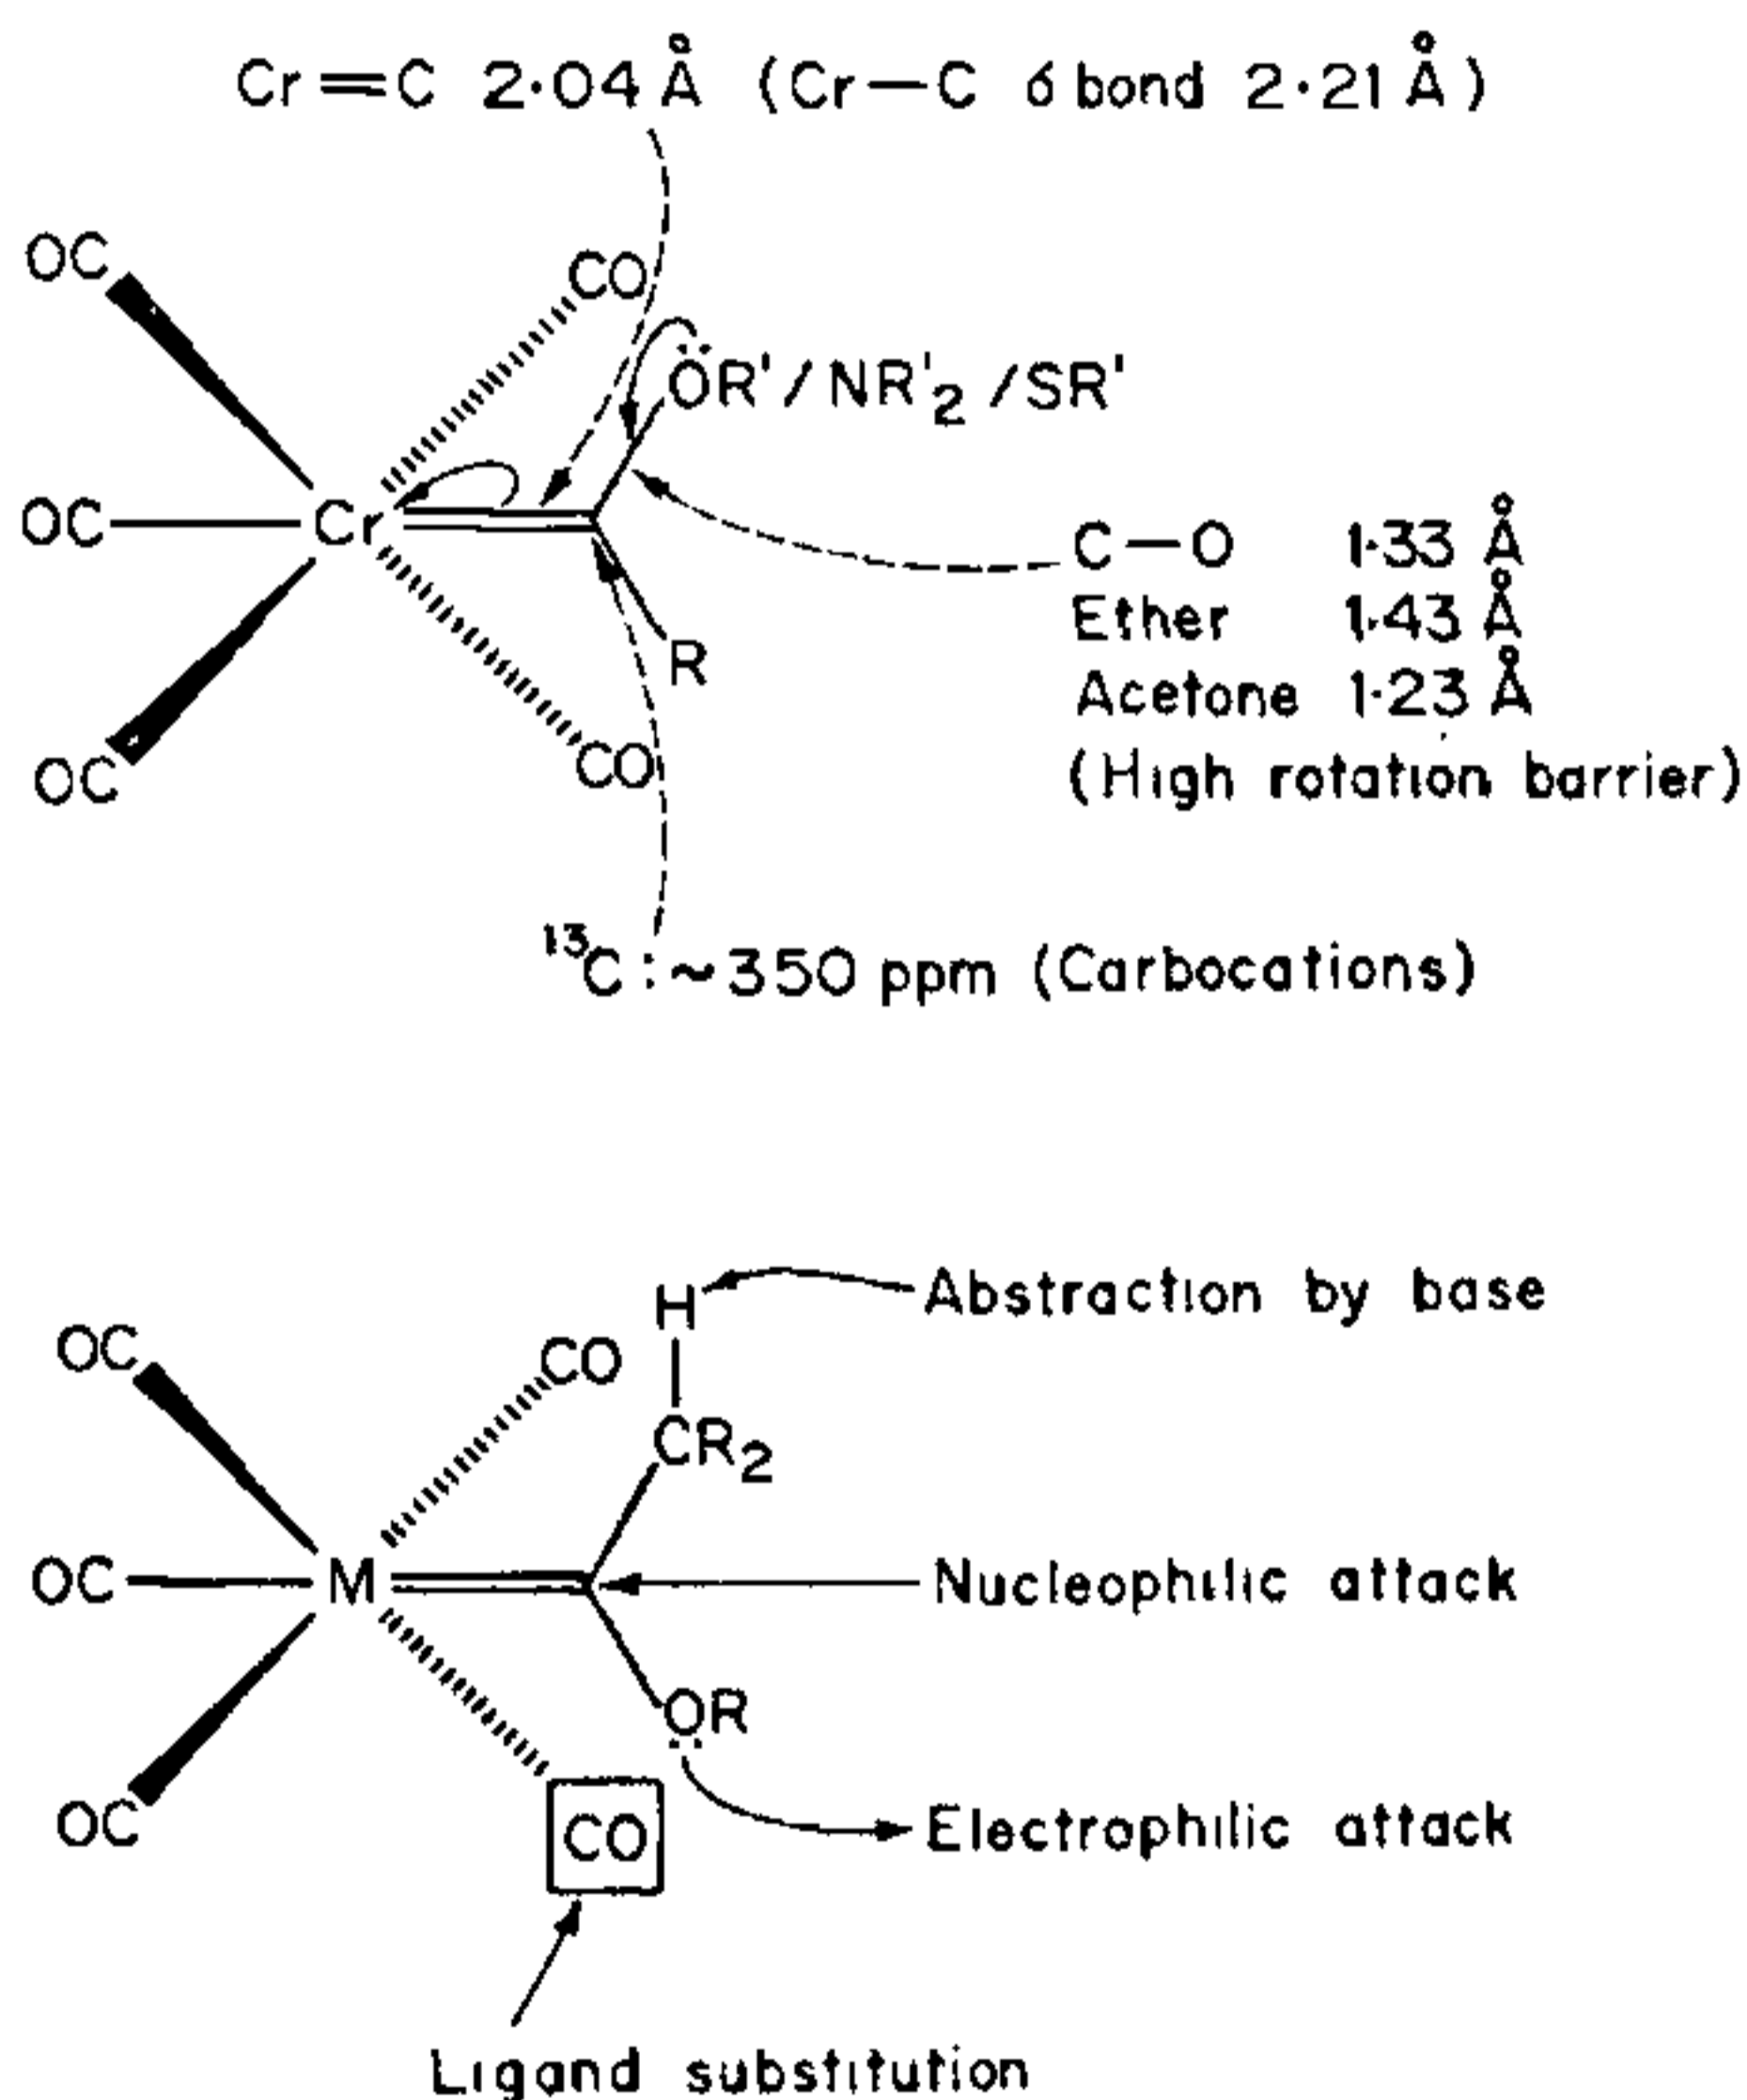 Cr=C 2·04 Å (Cr—C σ bond 2·21 Å)
OC
CO
ÖR'/NR'₂/SR'
OC
Cr
C—O 1·33 Å
Ether 1·43 Å
R
Acetone 1·23 Å
OC
CO
(High rotation barrier)
¹³C: ~350 ppm (Carbocations)
H
Abstraction by base
OC
CO
CR₂
OC
M
Nucleophilic attack
OR
OC
CO
Electrophilic attack
Ligand substitution